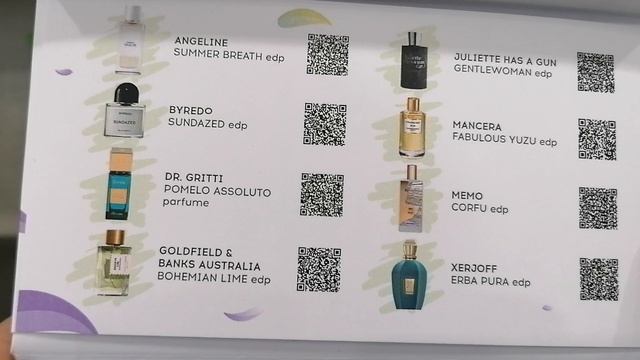 ANGELINE
SUMMER BREATH edp
BYREDO
SUNDAZED edp
DR. GRITTI
POMELO ASSOLUTO
parfume
GOLDFIELD &
BANKS AUSTRALIA
BOHEMIAN LIME edp
JULIETTE HAS A GUN
GENTLEWOMAN edp
MANCERA
FABULOUS YUZU edp
MEMO
CORFU edp
XERJOFF
ERBA PURA edp